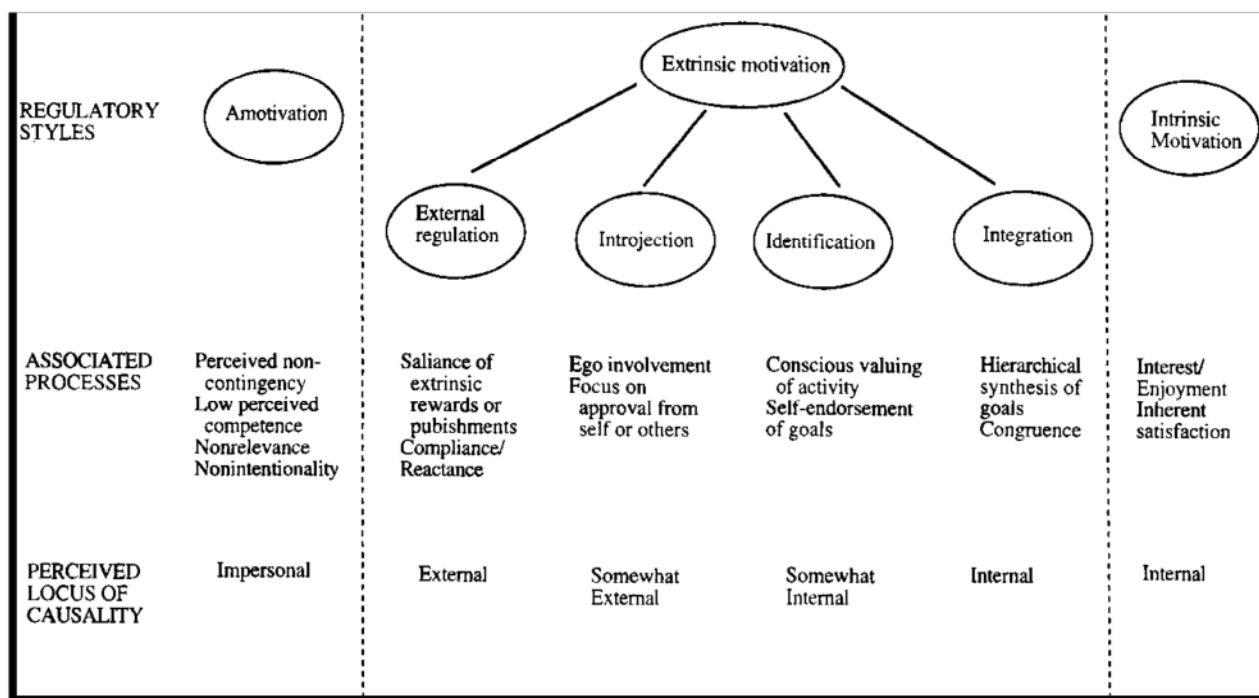 Extrinsic motivation
REGULATORY
STYLES
Amotivation
Intrinsic
Motivation
External
regulation
Introjection
Identification
Integration
ASSOCIATED
PROCESSES
Perceived non-
contingency
Low perceived
competence
Nonrelevance
Nonintentionality
Saliance of
extrinsic
rewards or
pubishments
Compliance/
Reactance
Ego involvement
Focus on
approval from
self or others
Conscious valuing
of activity
Self-endorsement
of goals
Hierarchical
synthesis of
goals
Congruence
Interest/
Enjoyment
Inherent
satisfaction
PERCEIVED
LOCUS OF
CAUSALITY
Impersonal
External
Somewhat
External
Somewhat
Internal
Internal
Internal